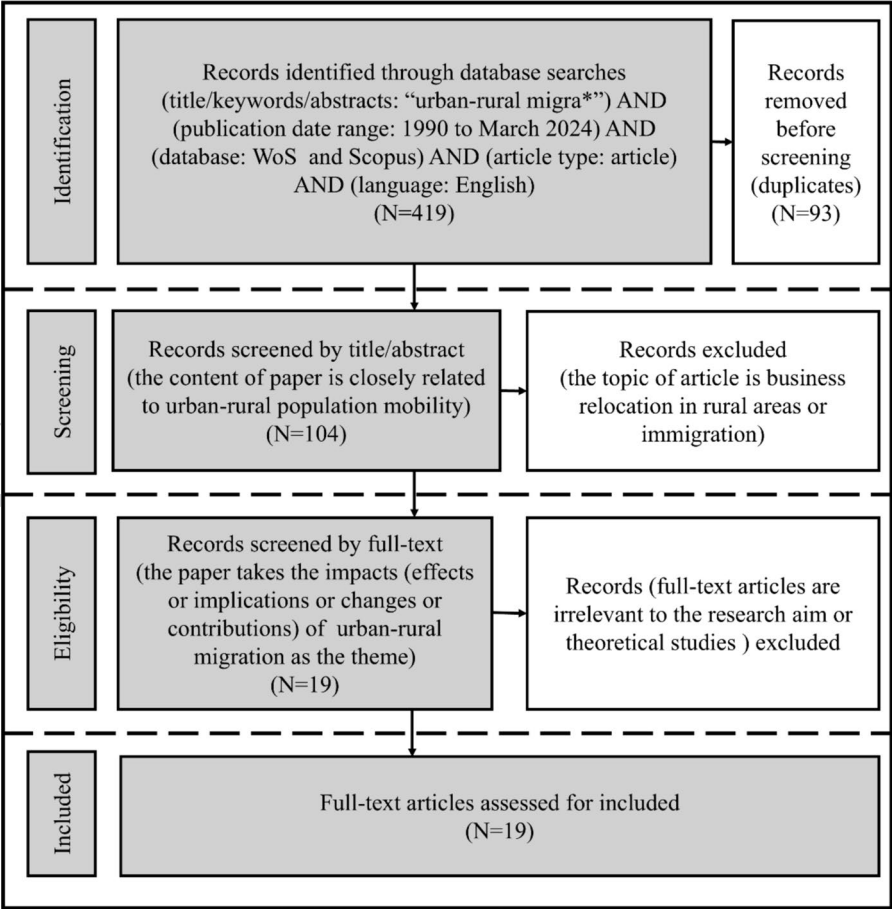 Identification
Records identified through database searches
(title/keywords/abstracts: “urban-rural migra*”) AND
(publication date range: 1990 to March 2024) AND
(database: WoS and Scopus) AND (article type: article)
AND (language: English)
(N=419)
Records
removed
before
screening
(duplicates)
(N=93)
Screening
Records screened by title/abstract
(the content of paper is closely related
to urban-rural population mobility)
(N=104)
Records excluded
(the topic of article is business
relocation in rural areas or
immigration)
Eligibility
Records screened by full-text
(the paper takes the impacts (effects
or implications or changes or
contributions) of urban-rural
migration as the theme)
(N=19)
Records (full-text articles are
irrelevant to the research aim or
theoretical studies ) excluded
Included
Full-text articles assessed for included
(N=19)